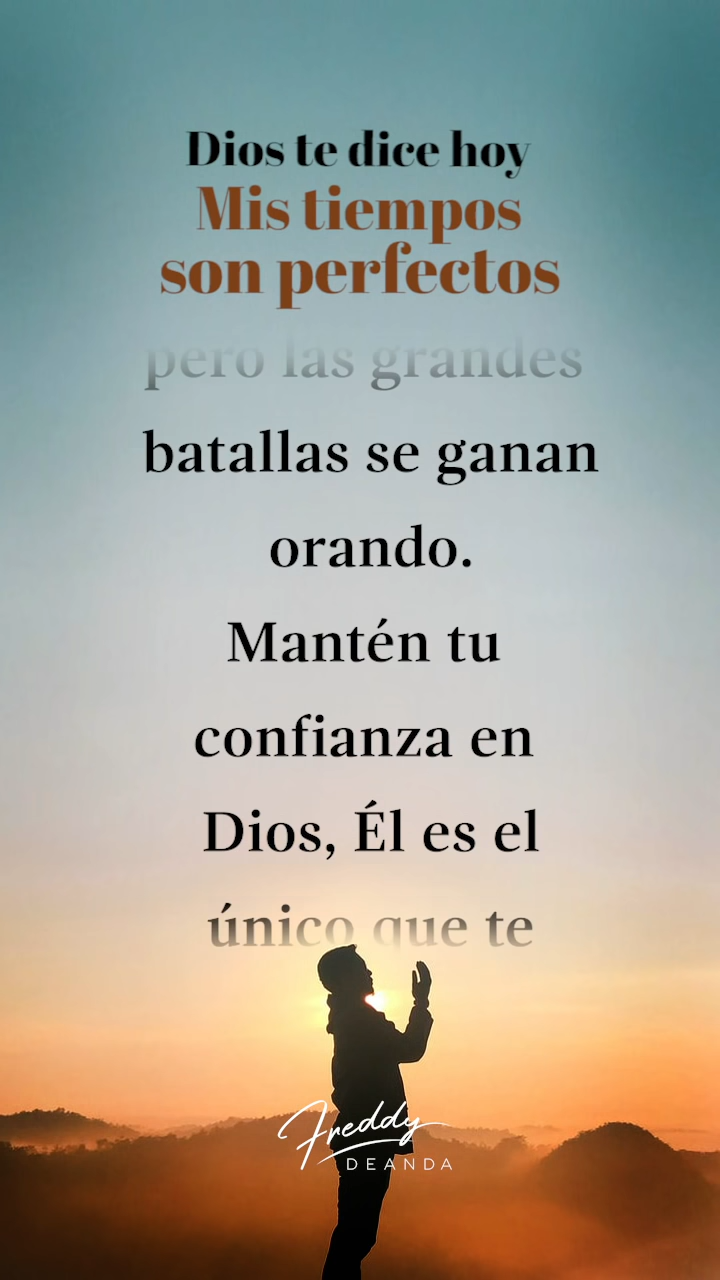 Dios te dice hoy
Mis tiempos
son perfectos
pero las grandes
batallas se ganan
orando.
Mantén tu
confianza en
Dios, Él es el
único que te
Freddy
DEANDA